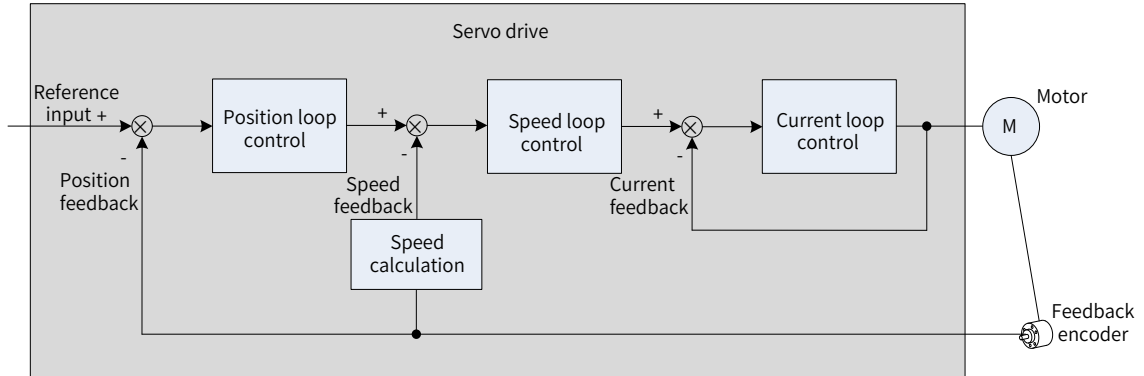 Servo drive
Reference
input +
Position loop
control
+
Speed loop
control
+
Current loop
control
Motor
M
-
Position
feedback
-
Speed
feedback
-
Current
feedback
Speed
calculation
Feedback
encoder